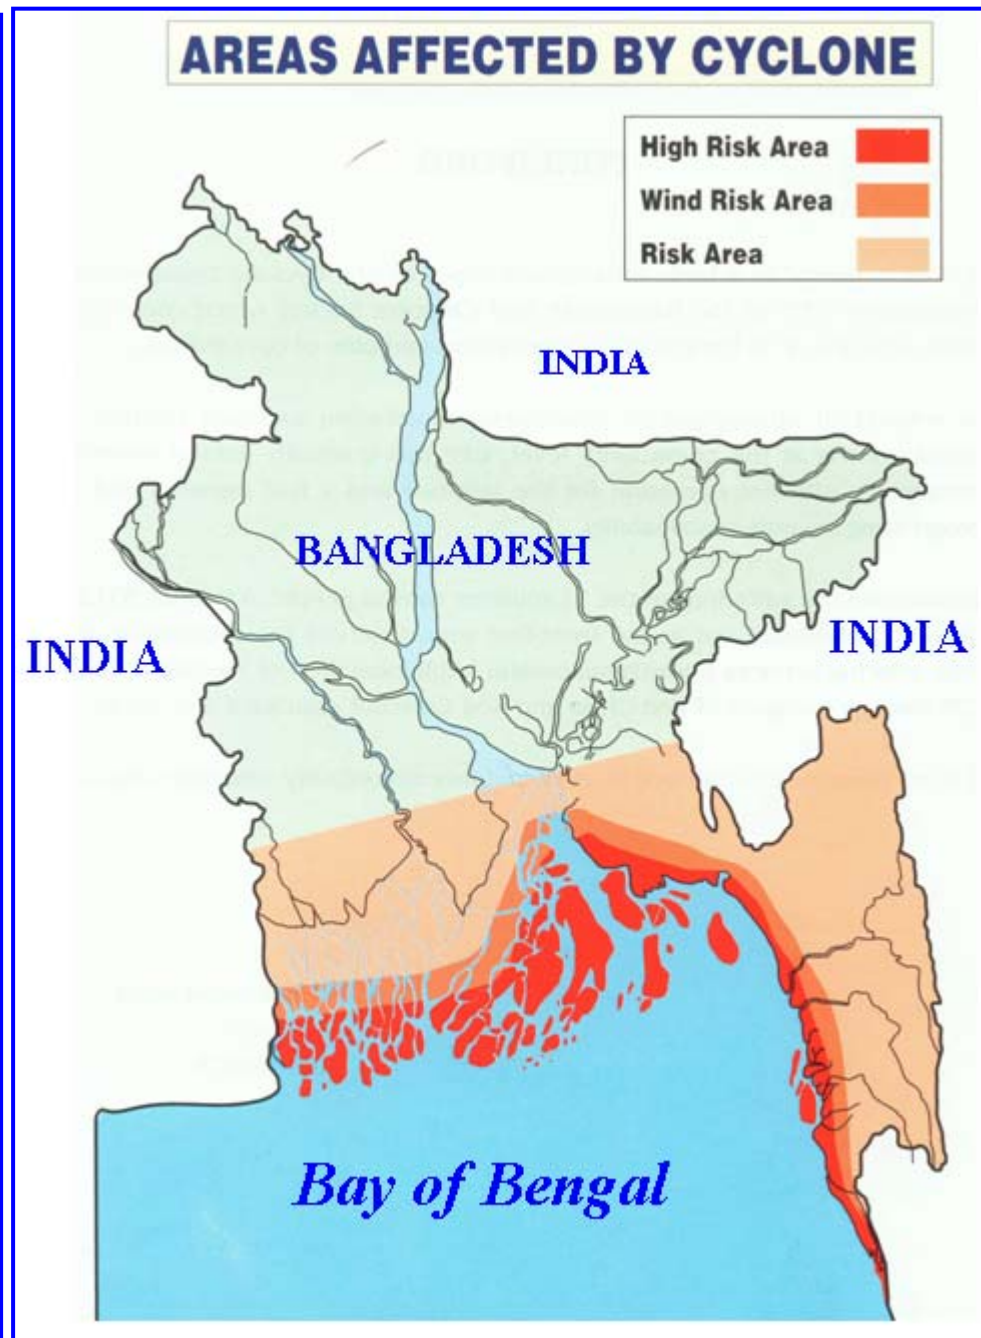 AREAS AFFECTED BY CYCLONE
High Risk Area
Wind Risk Area
Risk Area
INDIA
BANGLADESH
INDIA
INDIA
Bay of Bengal